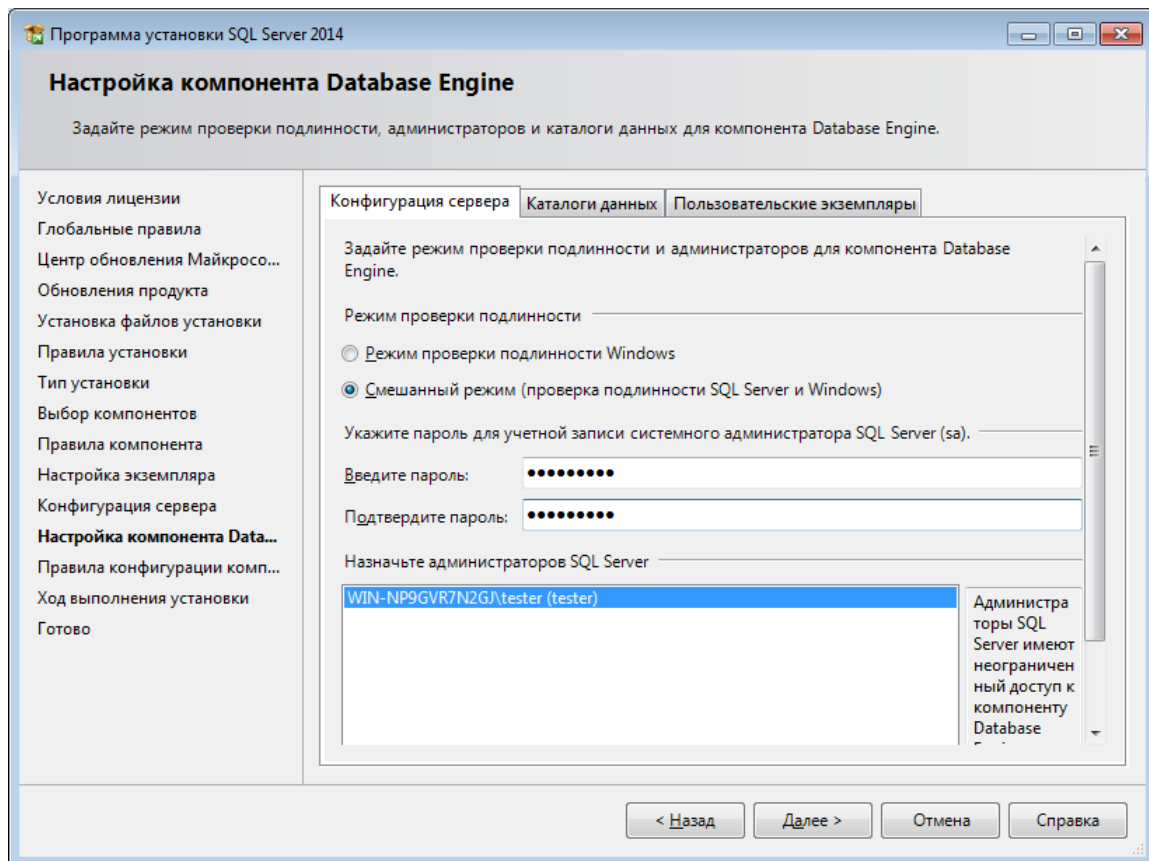 Программа установки SQL Server 2014
Настройка компонента Database Engine
Задайте режим проверки подлинности, администраторов и каталоги данных для компонента Database Engine.
Условия лицензии
Глобальные правила
Центр обновления Майкросо...
Обновления продукта
Установка файлов установки
Правила установки
Тип установки
Выбор компонентов
Правила компонента
Настройка экземпляра
Конфигурация сервера
Настройка компонента Data...
Правила конфигурации комп...
Ход выполнения установки
Готово
Конфигурация сервера Каталоги данных Пользовательские экземпляры
Задайте режим проверки подлинности и администраторов для компонента Database
Engine.
Режим проверки подлинности
Режим проверки подлинности Windows
Смешанный режим (проверка подлинности SQL Server и Windows)
Укажите пароль для учетной записи системного администратора SQL Server (sa).
Введите пароль: ●●●●●●●●●
Подтвердите пароль: ●●●●●●●●●
Назначьте администраторов SQL Server
WIN-NP9GVR7N2GJ\tester (tester)
Администра
торы SQL
Server имеют
неограничен
ный доступ к
компоненту
Database
< Назад Далее > Отмена Справка